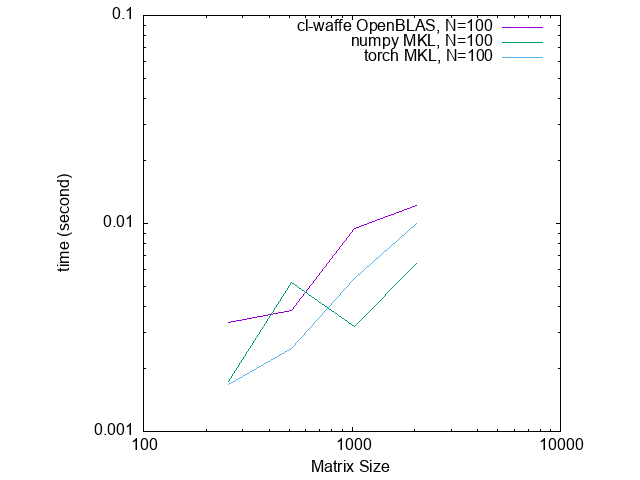 0.1
cl-waffe OpenBLAS, N=100
numpy MKL, N=100
torch MKL, N=100
time (second)
0.01
0.001
100
1000
10000
Matrix Size